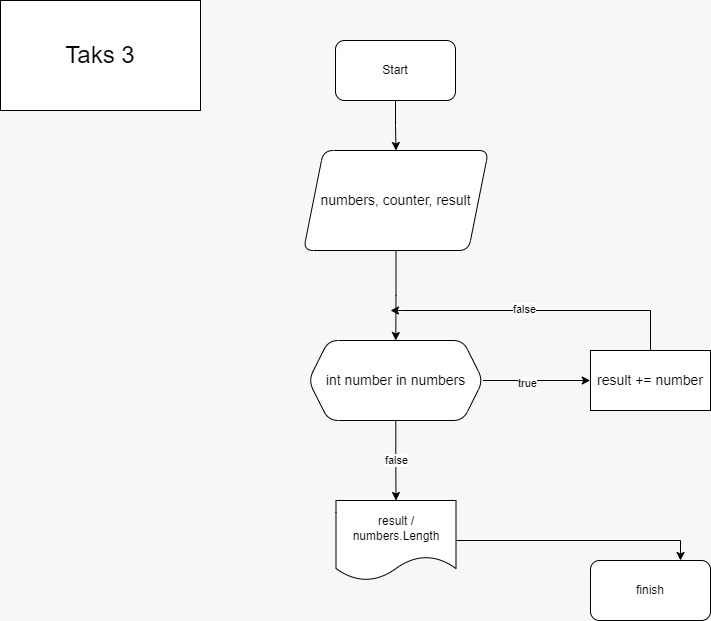 Taks 3
Start
numbers, counter, result
false
int number in numbers
true
result += number
false
result /
numbers.Length
finish